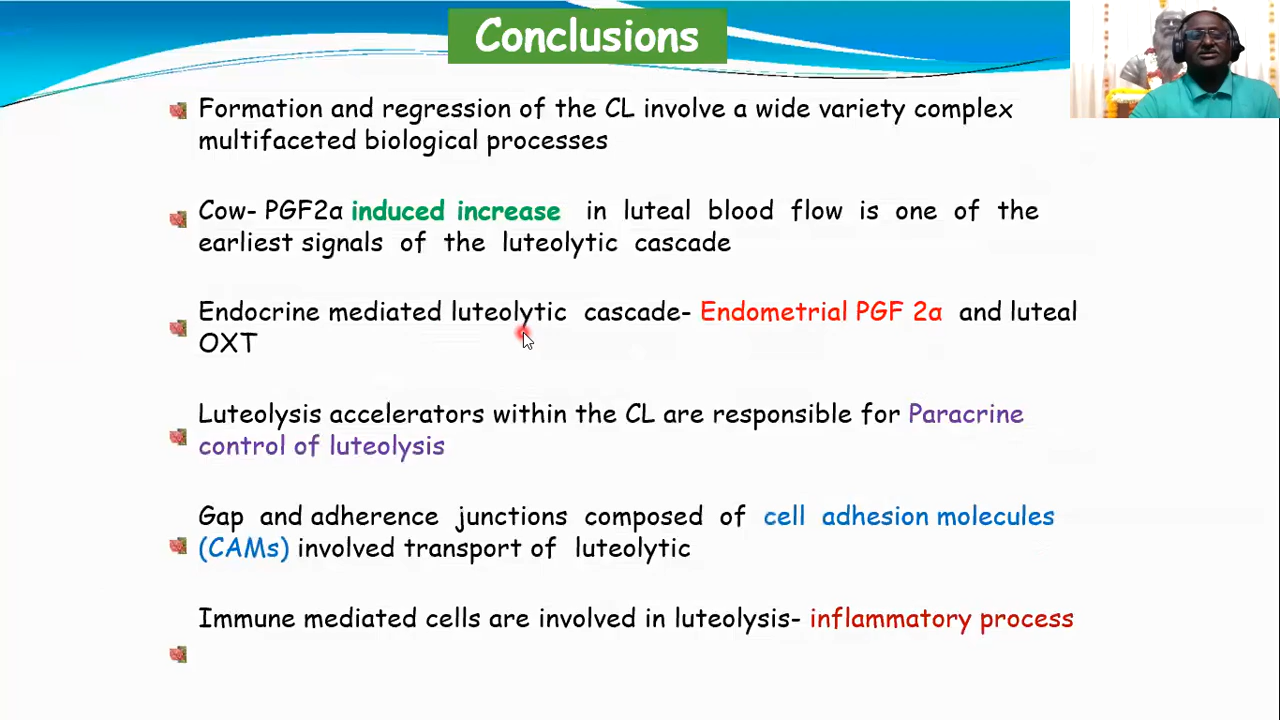 Conclusions
Formation and regression of the CL involve a wide variety complex
multifaceted biological processes
Cow- PGF2α induced increase in luteal blood flow is one of the
earliest signals of the luteolytic cascade
Endocrine mediated luteolytic cascade- Endometrial PGF 2α and luteal
OXT
Luteolysis accelerators within the CL are responsible for Paracrine
control of luteolysis
Gap and adherence junctions composed of cell adhesion molecules
(CAMs) involved transport of luteolytic
Immune mediated cells are involved in luteolysis- inflammatory process